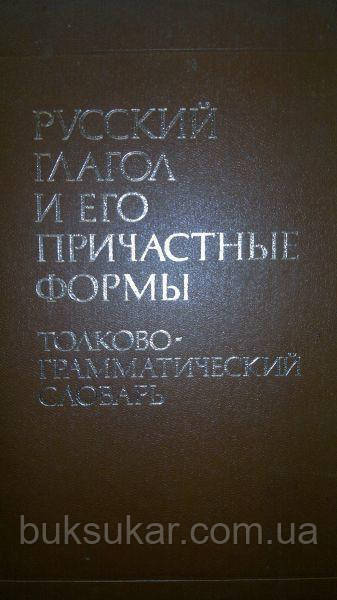 РУССКИЙ
ГЛАГОЛ
И ЕГО
ПРИЧАСТНЫЕ
ФОРМЫ
ТОЛКОВО-
ГРАММАТИЧЕСКИЙ
СЛОВАРЬ
buksukar.com.ua